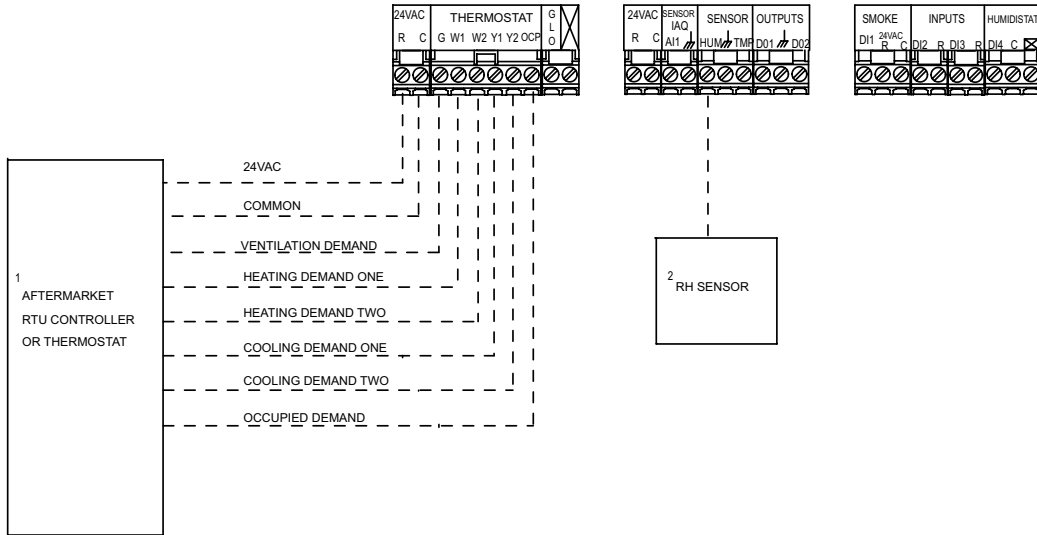 24VAC THERMOSTAT G L O
R C G W1 W2 Y1 Y2 OCP
24VAC SENSOR IAQ SENSOR OUTPUTS
R C AI1 HUM TMP D01 D02
SMOKE INPUTS HUMIDISTAT
DI1 24VAC R C DI2 R DI3 R DI4 C
24VAC
COMMON
VENTILATION DEMAND
HEATING DEMAND ONE
HEATING DEMAND TWO
COOLING DEMAND ONE
COOLING DEMAND TWO
OCCUPIED DEMAND
1
AFTERMARKET
RTU CONTROLLER
OR THERMOSTAT
2
RH SENSOR